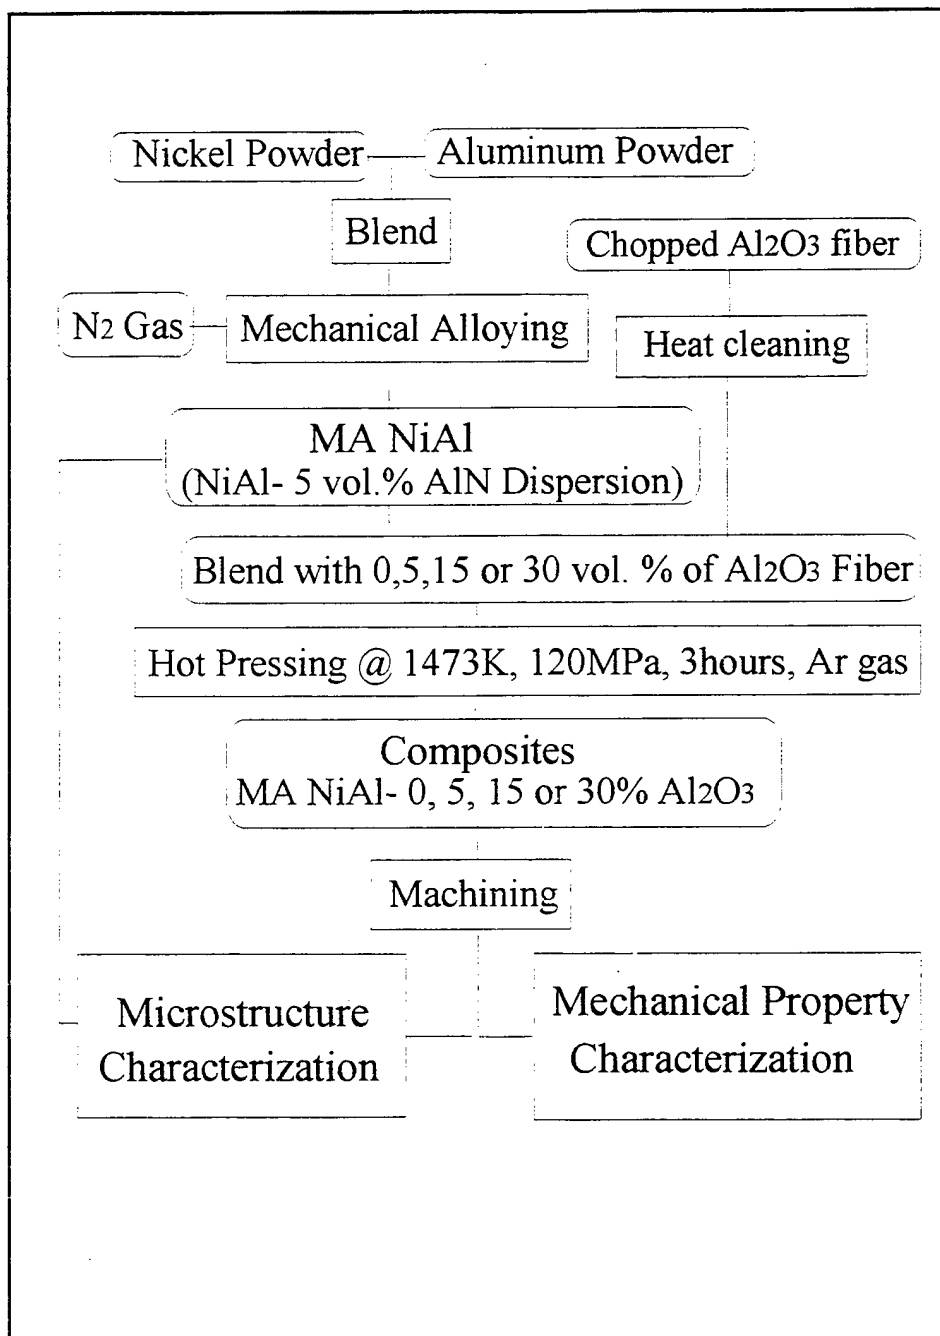 Nickel Powder
Aluminum Powder
Blend
Chopped Al2O3 fiber
N2 Gas
Mechanical Alloying
Heat cleaning
MA NiAl
(NiAl- 5 vol.% AlN Dispersion)
Blend with 0,5,15 or 30 vol. % of Al2O3 Fiber
Hot Pressing @ 1473K, 120MPa, 3hours, Ar gas
Composites
MA NiAl- 0, 5, 15 or 30% Al2O3
Machining
Microstructure
Characterization
Mechanical Property
Characterization